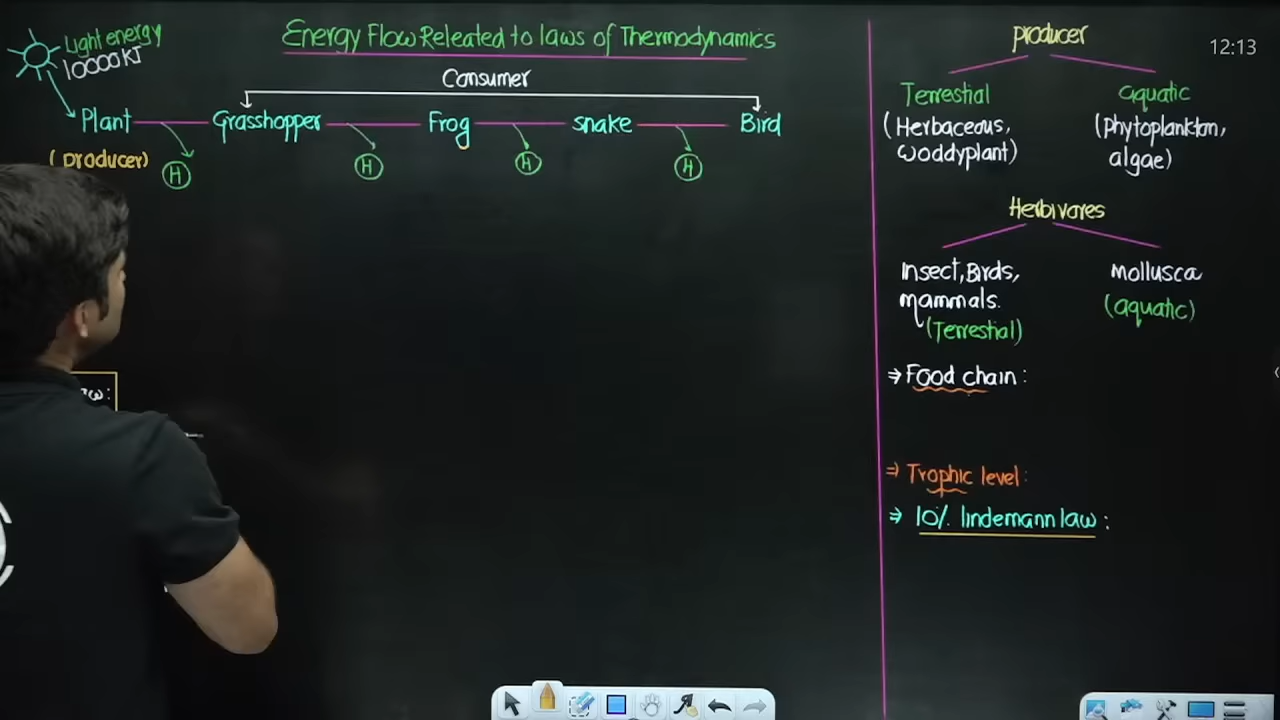 Light energy
10000KJ
Energy Flow Releated to laws of Thermodynamics
Consumer
Plant
Grasshopper
Frog
snake
Bird
(producer)
H
H
H
H
w:
producer
12:13
Terrestial
aquatic
(Herbaceous,
woddyplant)
(phytoplankton,
algae)
Herbivares
Insect, Birds,
mammals.
(Terrestial)
mollusca
(aquatic)
⇒ Food chain:
⇒ Trophic level:
⇒ 10% lindemann law: